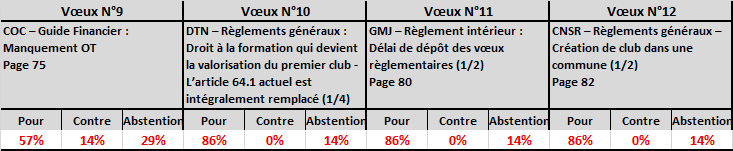 Vœux N°9
Vœux N°10
Vœux N°11
Vœux N°12
COC – Guide Financier :
Manquement OT
Page 75
DTN – Règlements généraux :
Droit à la formation qui devient
la valorisation du premier club -
L’article 64.1 actuel est
intégralement remplacé (1/4)
GMJ – Règlement intérieur :
Délai de dépôt des vœux
règlementaires (1/2)
Page 80
CNSR – Règlements généraux –
Création de club dans une
commune (1/2)
Page 82
Pour Contre Abstention Pour Contre Abstention Pour Contre Abstention Pour Contre Abstention
57% 14% 29% 86% 0% 14% 86% 0% 14% 86% 0% 14%